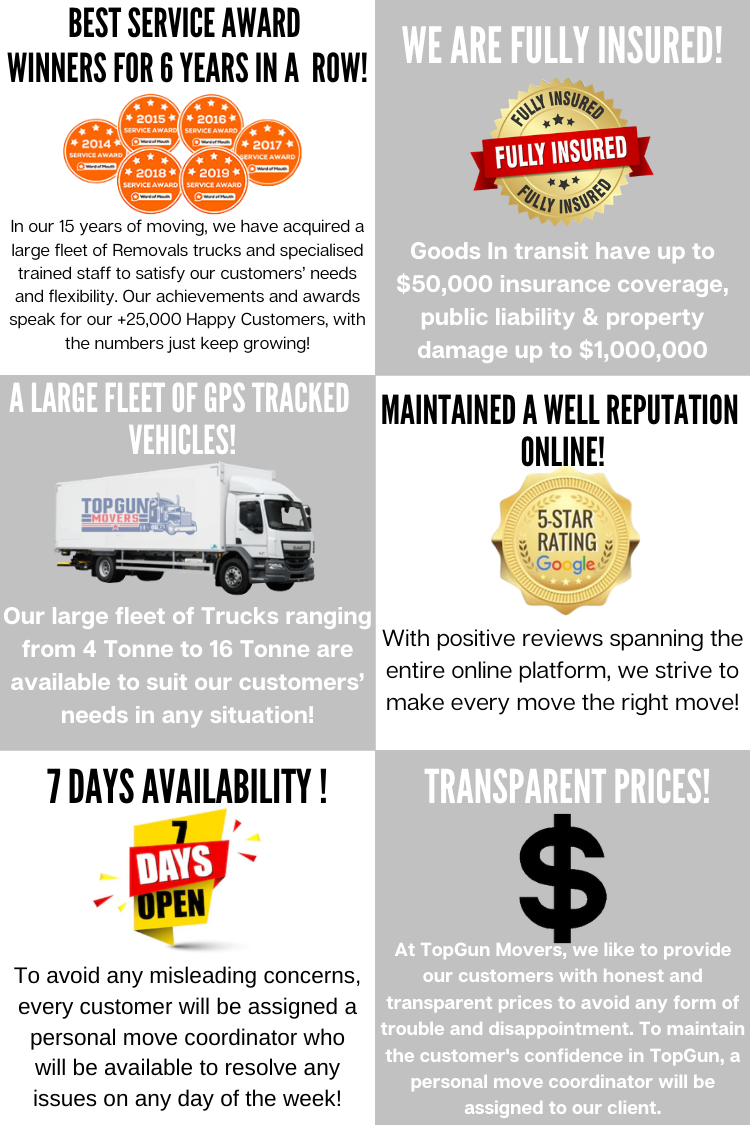 BEST SERVICE AWARD
WINNERS FOR 6 YEARS IN A ROW!
2014
SERVICE AWARD
Word of Mouth
2015
SERVICE AWARD
Word of Mouth
2016
SERVICE AWARD
Word of Mouth
2017
SERVICE AWARD
Word of Mouth
2018
SERVICE AWARD
Word of Mouth
2019
SERVICE AWARD
Word of Mouth
In our 15 years of moving, we have acquired a
large fleet of Removals trucks and specialised
trained staff to satisfy our customers' needs
and flexibility. Our achievements and awards
speak for our +25,000 Happy Customers, with
the numbers just keep growing!
WE ARE FULLY INSURED!
FULLY INSURED
FULLY INSURED
FULLY INSURED
Goods In transit have up to
$50,000 insurance coverage,
public liability & property
damage up to $1,000,000
A LARGE FLEET OF GPS TRACKED
VEHICLES!
TOPGUN
MOVERS
Our large fleet of Trucks ranging
from 4 Tonne to 16 Tonne are
available to suit our customers'
needs in any situation!
MAINTAINED A WELL REPUTATION
ONLINE!
5-STAR
RATING
Google
With positive reviews spanning the
entire online platform, we strive to
make every move the right move!
7 DAYS AVAILABILITY !
7
DAYS
OPEN
To avoid any misleading concerns,
every customer will be assigned a
personal move coordinator who
will be available to resolve any
issues on any day of the week!
TRANSPARENT PRICES!
$
At TopGun Movers, we like to provide
our customers with honest and
transparent prices to avoid any form of
trouble and disappointment. To maintain
the customer's confidence in TopGun, a
personal move coordinator will be
assigned to our client.